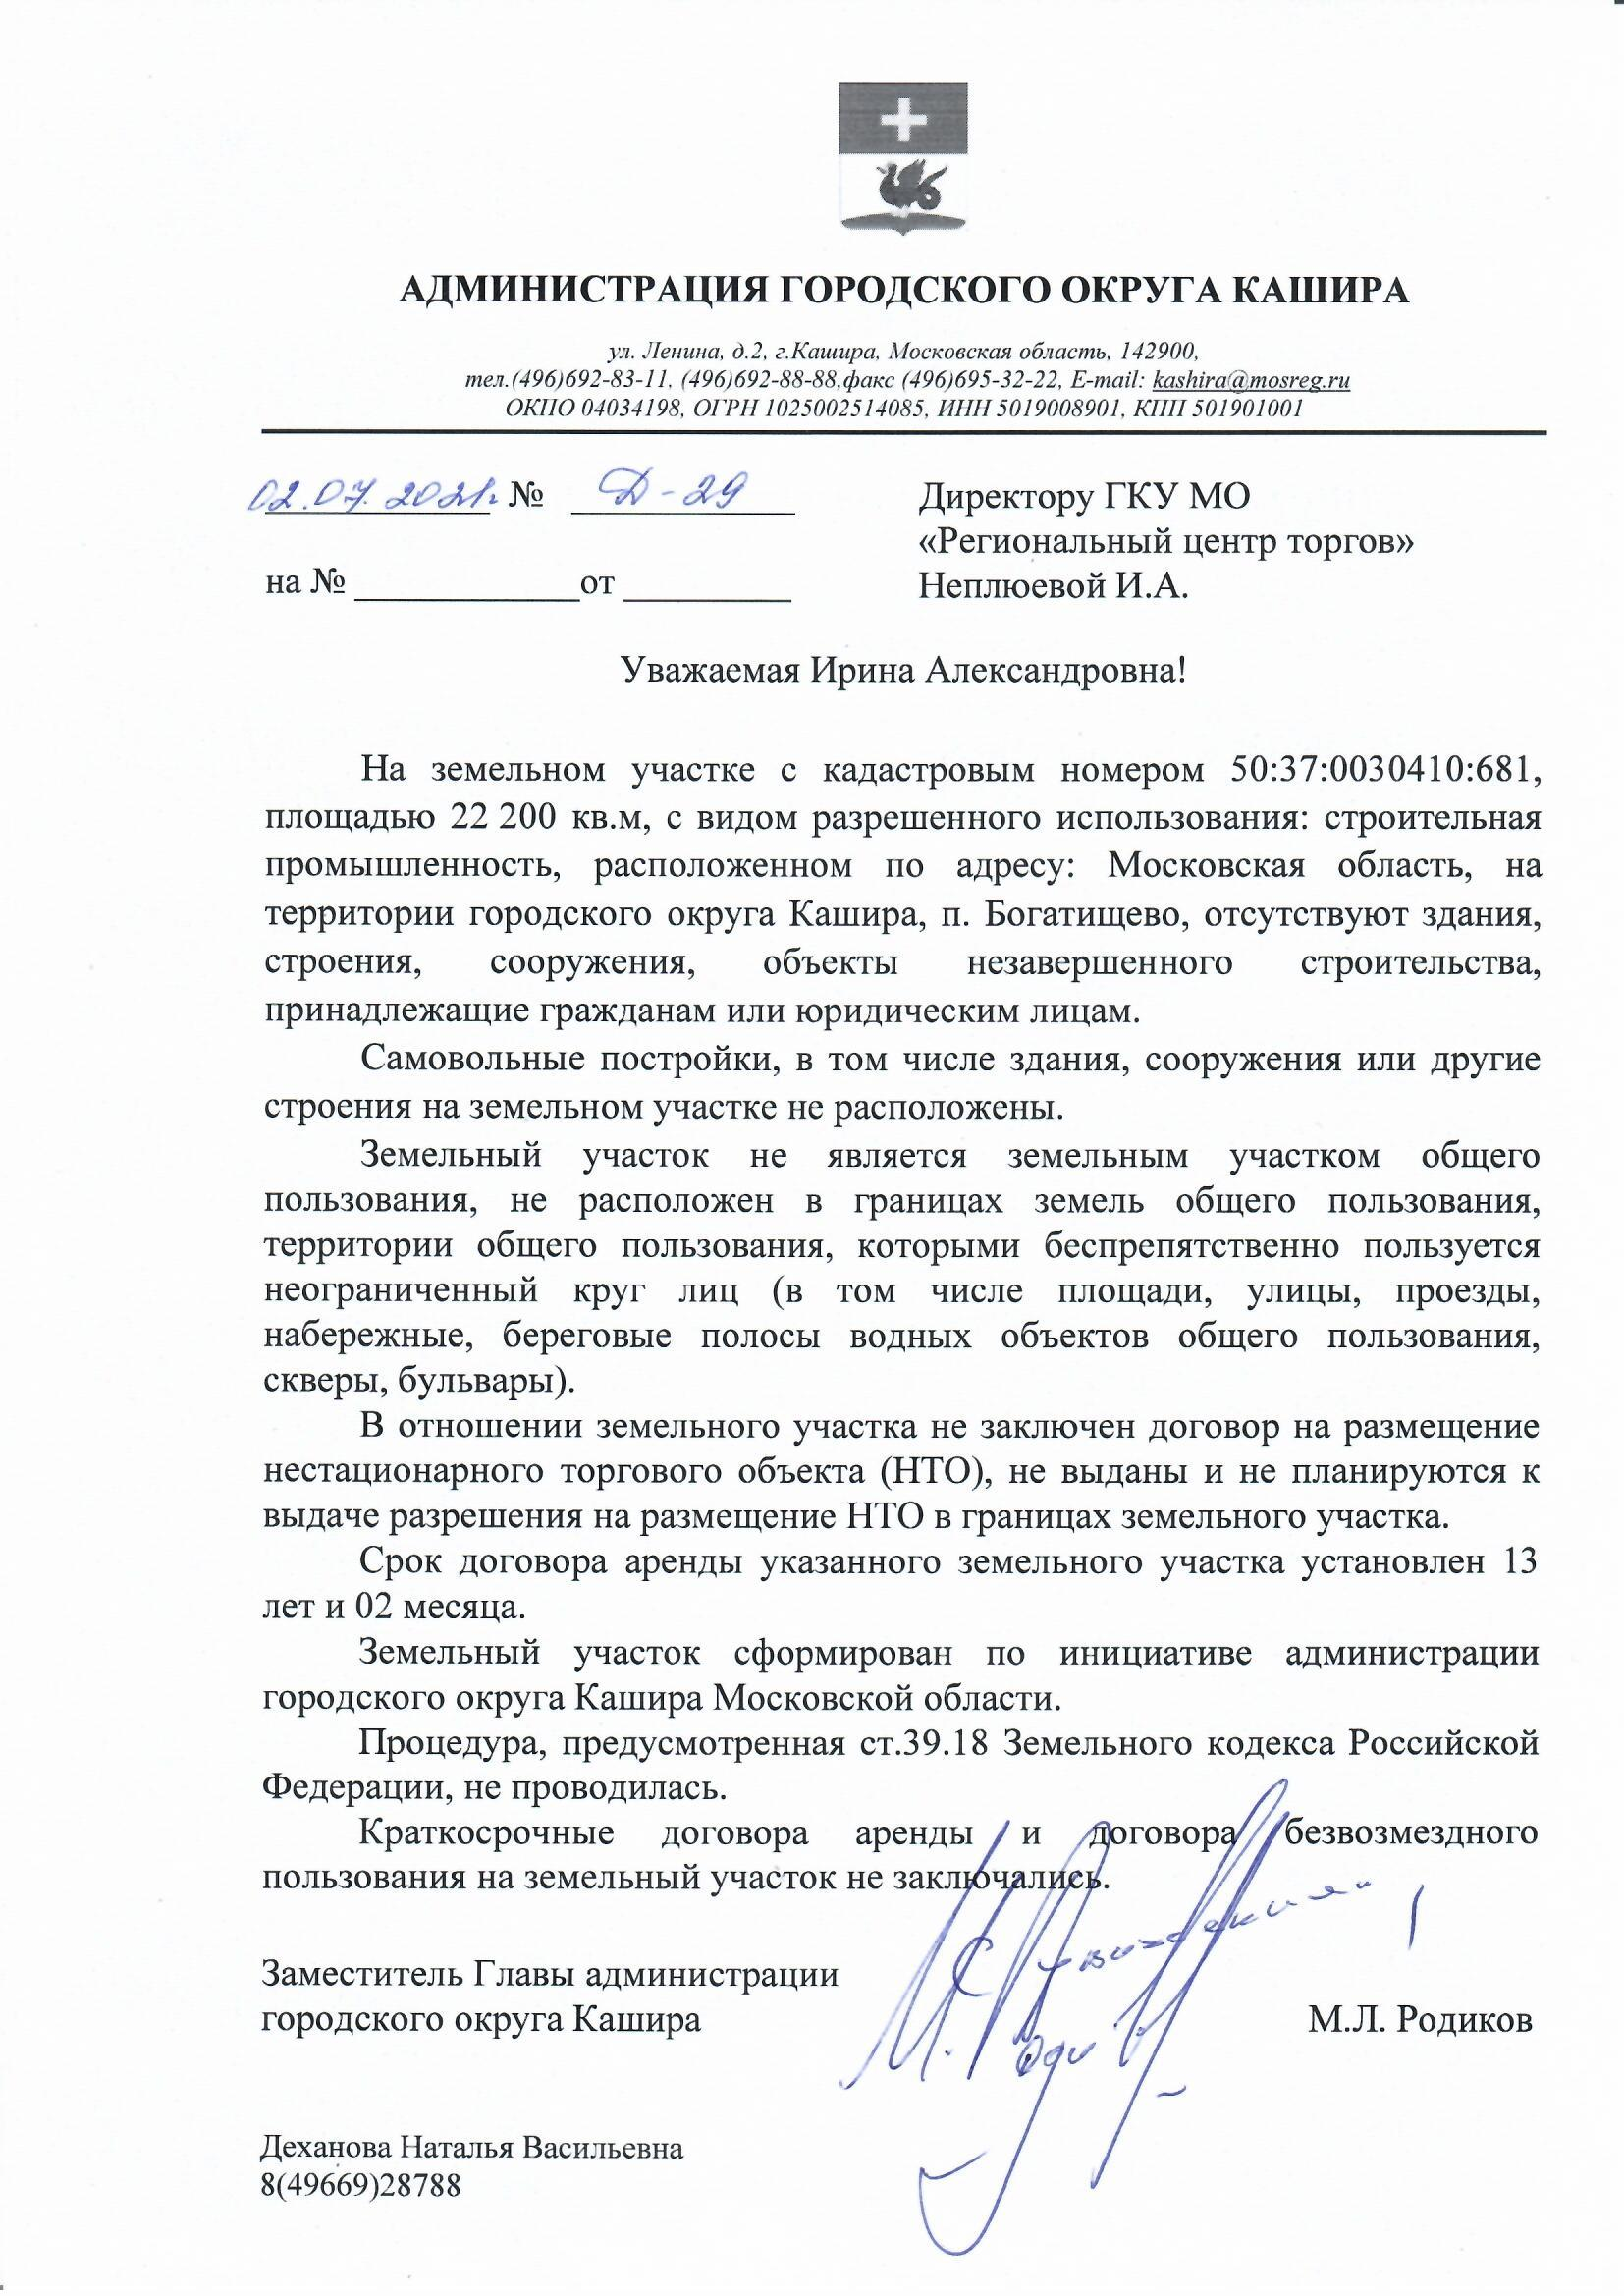 АДМИНИСТРАЦИЯ ГОРОДСКОГО ОКРУГА КАШИРА
ул. Ленина, д.2, г.Кашира, Московская область, 142900,
тел.(496)692-83-11, (496)692-88-88,факс (496)695-32-22, E-mail: kashira@mosreg.ru
ОКПО 04034198, ОГРН 1025002514085, ИНН 5019008901, КПП 501901001
02.07.2021г. № Д-29
на № ____________от _________
Директору ГКУ МО
«Региональный центр торгов»
Неплюевой И.А.
Уважаемая Ирина Александровна!
На земельном участке с кадастровым номером 50:37:0030410:681,
площадью 22 200 кв.м, с видом разрешенного использования: строительная
промышленность, расположенном по адресу: Московская область, на
территории городского округа Кашира, п. Богатищево, отсутствуют здания,
строения, сооружения, объекты незавершенного строительства,
принадлежащие гражданам или юридическим лицам.
Самовольные постройки, в том числе здания, сооружения или другие
строения на земельном участке не расположены.
Земельный участок не является земельным участком общего
пользования, не расположен в границах земель общего пользования,
территории общего пользования, которыми беспрепятственно пользуется
неограниченный круг лиц (в том числе площади, улицы, проезды,
набережные, береговые полосы водных объектов общего пользования,
скверы, бульвары).
В отношении земельного участка не заключен договор на размещение
нестационарного торгового объекта (НТО), не выданы и не планируются к
выдаче разрешения на размещение НТО в границах земельного участка.
Срок договора аренды указанного земельного участка установлен 13
лет и 02 месяца.
Земельный участок сформирован по инициативе администрации
городского округа Кашира Московской области.
Процедура, предусмотренная ст.39.18 Земельного кодекса Российской
Федерации, не проводилась.
Краткосрочные договора аренды и договора безвозмездного
пользования на земельный участок не заключались.
С уважением
Заместитель Главы администрации
городского округа Кашира
М.Л. Родиков
Деханова Наталья Васильевна
8(49669)28788